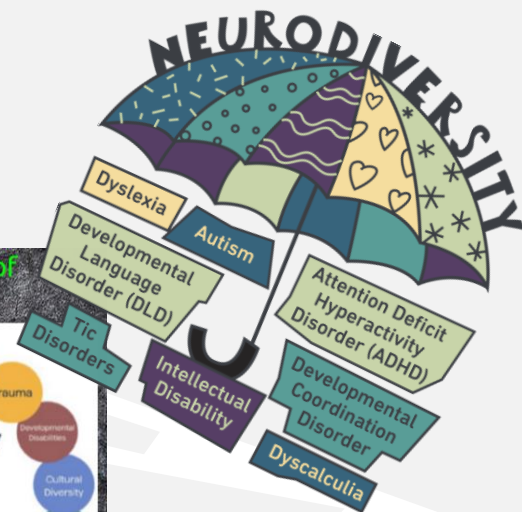 NEURODIVERSITY
Dyslexia
Autism
Developmental
Language
Disorder (DLD)
Attention Deficit
Hyperactivity
Disorder (ADHD)
Tic
Disorders
Intellectual
Disability
Developmental
Coordination
Disorder
Dyscalculia
of
Developmental
Disabilities
Cultural
Diversity